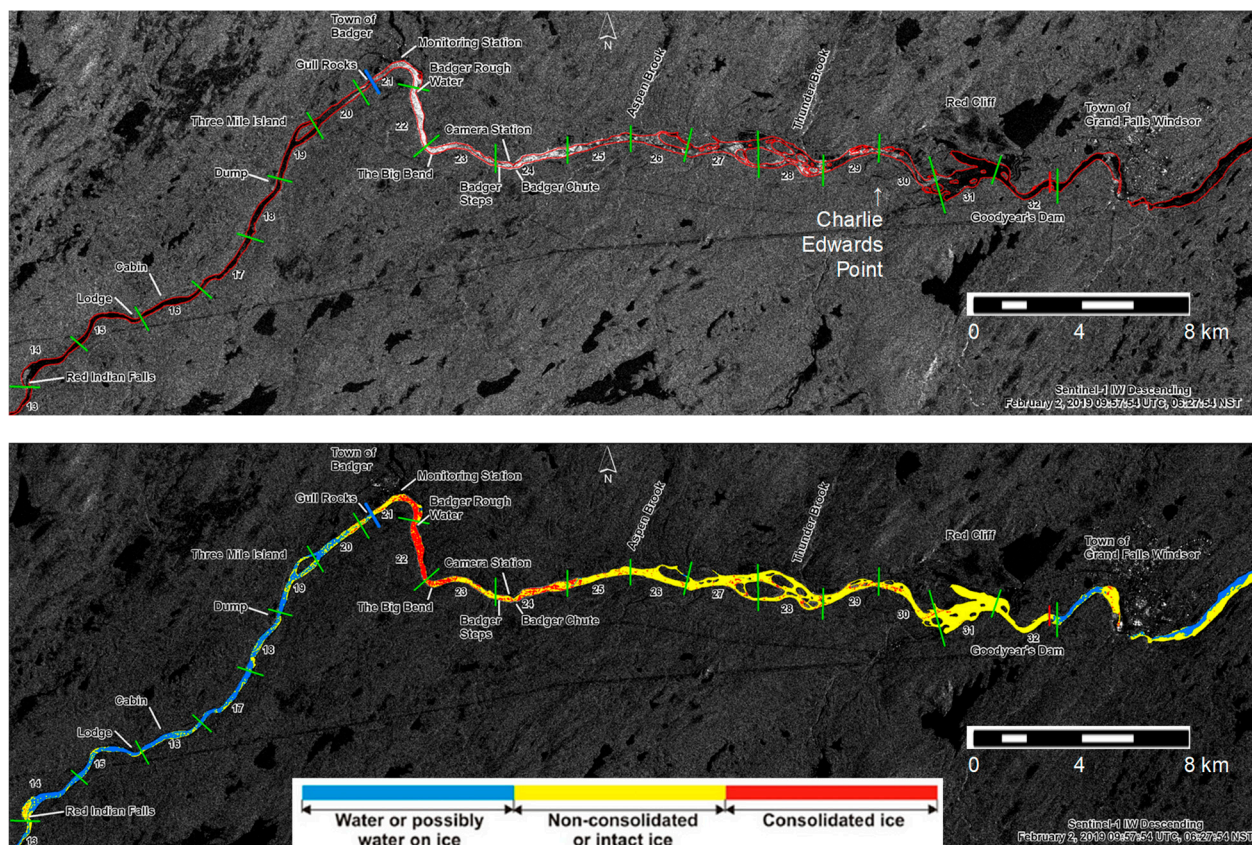 Town of
Badger
Monitoring Station
Gull Rocks
21
Badger Rough
Water
N
20
Aspen Brook
Thunder Brook
Red Cliff
Town of
Grand Falls Windsor
Three Mile Island
22
Camera Station
19
23
25
26
27
28
29
30
31
32
Dump
The Big Bend
Badger
Steps
24
Badger Chute
Goodyear's Dam
18
Charlie
Edwards
Point
17
Cabin
Lodge
16
15
14
Red Indian Falls
13
0 4 8 km
Sentinel-1 IW Descending
February 2, 2019 09:57:54 UTC, 06:27:54 NST
Town of
Badger
Monitoring Station
Gull Rocks
21
Badger Rough
Water
N
20
Aspen Brook
Thunder Brook
Red Cliff
Town of
Grand Falls Windsor
Three Mile Island
22
Camera Station
19
23
25
26
27
28
29
30
31
32
Dump
The Big Bend
Badger
Steps
24
Badger Chute
Goodyear's Dam
18
17
Cabin
Lodge
16
15
14
Red Indian Falls
13
0 4 8 km
Water or possibly
water on ice
Non-consolidated
or intact ice
Consolidated ice
Sentinel-1 IW Descending
February 2, 2019 09:57:54 UTC, 06:27:54 NST